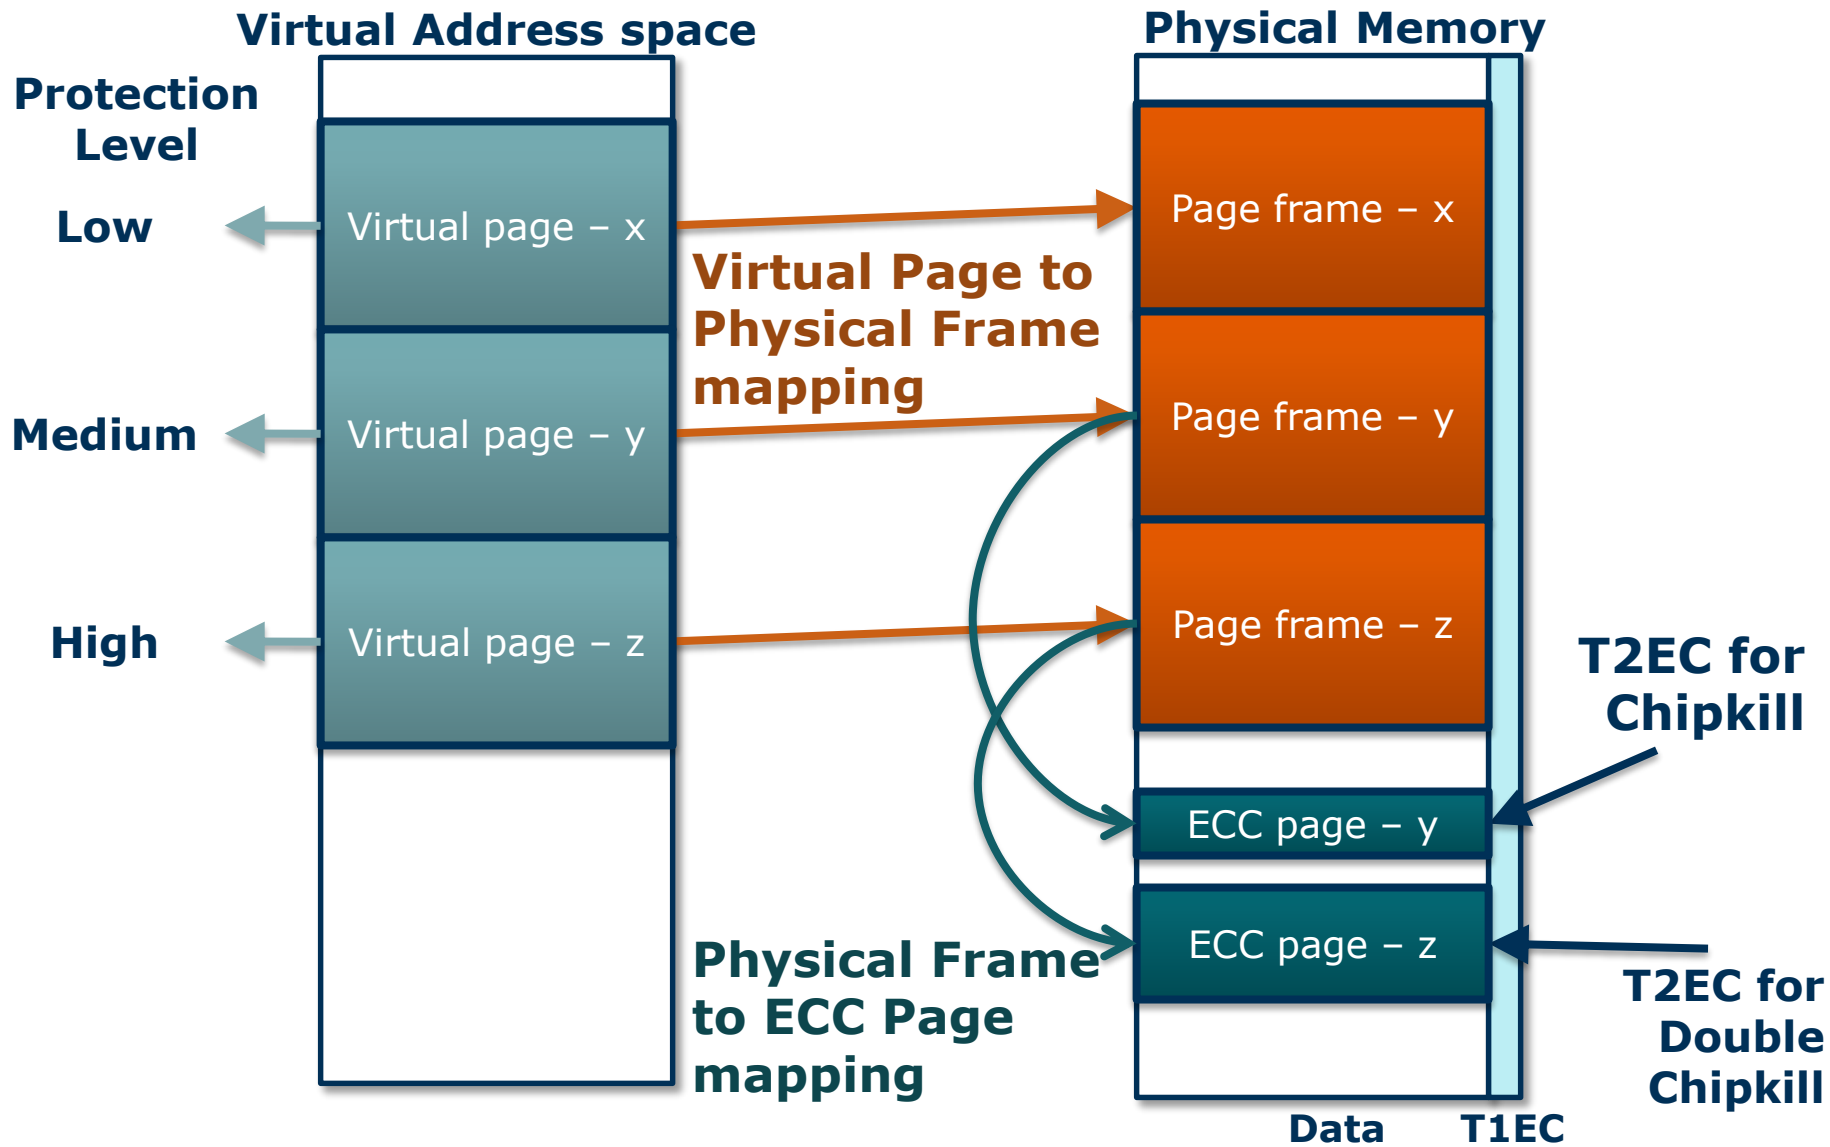 Virtual Address space
Physical Memory
Protection
Level
Low
Virtual page – x
Page frame – x
Virtual Page to
Physical Frame
mapping
Medium
Virtual page – y
Page frame – y
High
Virtual page – z
Page frame – z
T2EC for
Chipkill
ECC page – y
ECC page – z
Physical Frame
to ECC Page
mapping
T2EC for
Double
Chipkill
Data
T1EC